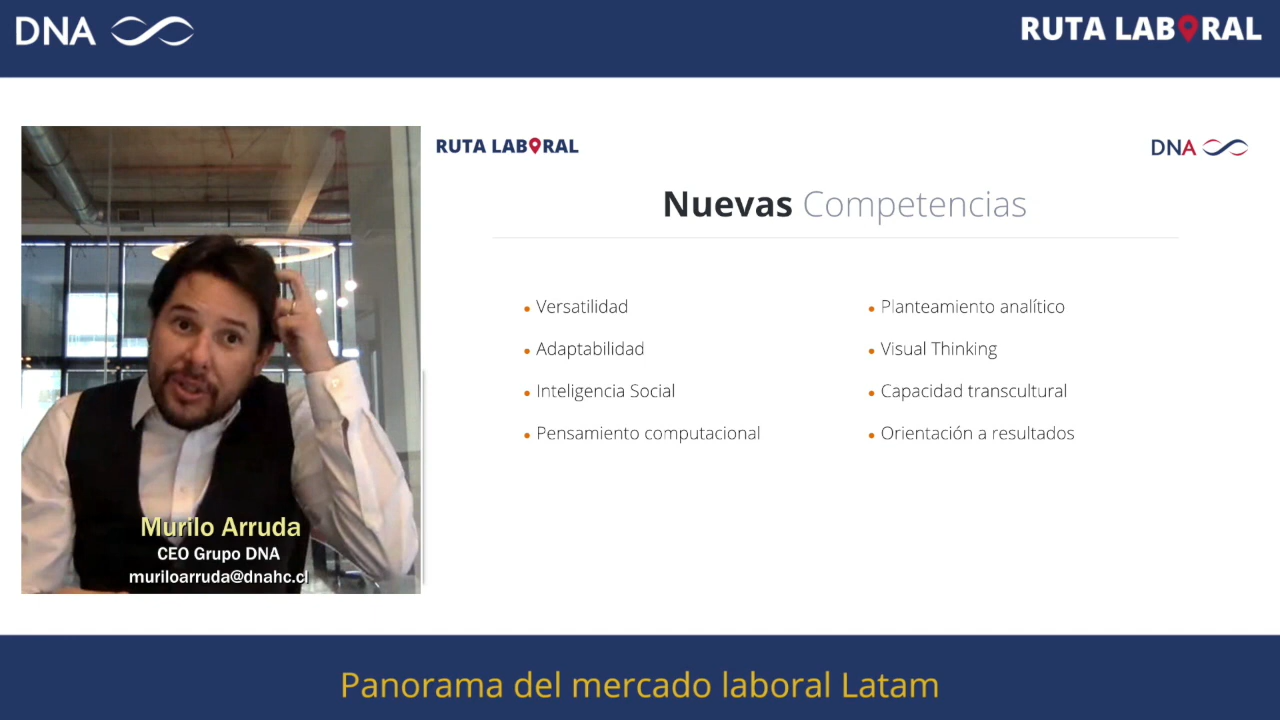 DNA
RUTA LABORAL
RUTA LABORAL
DNA
Nuevas Competencias
Versatilidad
Adaptabilidad
Inteligencia Social
Pensamiento computacional
Planteamiento analítico
Visual Thinking
Capacidad transcultural
Orientación a resultados
Murilo Arruda
CEO Grupo DNA
muriloarruda@dnahc.cl
Panorama del mercado laboral Latam